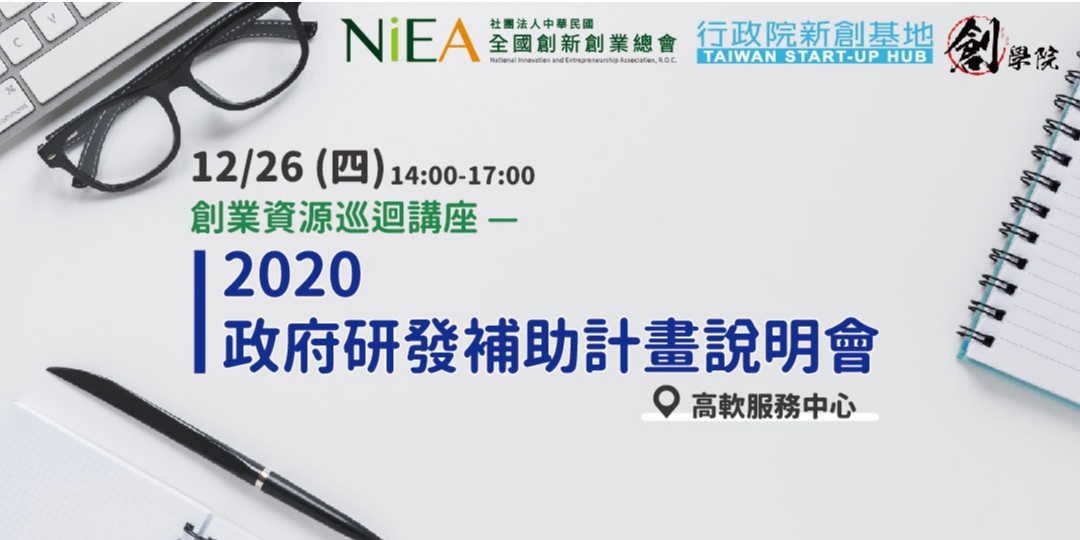 NiEA
社團法人中華民國
全國創新創業總會
National Innovation and Entrepreneurship Association, R.O.C.
行政院新創基地
TAIWAN START-UP HUB
創學院
12/26 (四) 14:00-17:00
創業資源巡迴講座 —
2020
政府研發補助計畫說明會
高軟服務中心